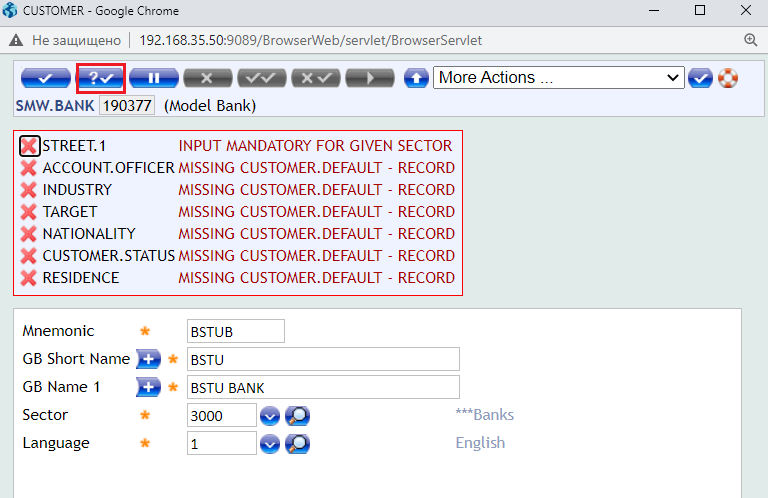 CUSTOMER - Google Chrome
Не защищено | 192.168.35.50:9089/BrowserWeb/servlet/BrowserServlet
? More Actions ...
SMW.BANK 190377 (Model Bank)
STREET.1 INPUT MANDATORY FOR GIVEN SECTOR
ACCOUNT.OFFICER MISSING CUSTOMER.DEFAULT - RECORD
INDUSTRY MISSING CUSTOMER.DEFAULT - RECORD
TARGET MISSING CUSTOMER.DEFAULT - RECORD
NATIONALITY MISSING CUSTOMER.DEFAULT - RECORD
CUSTOMER.STATUS MISSING CUSTOMER.DEFAULT - RECORD
RESIDENCE MISSING CUSTOMER.DEFAULT - RECORD
Mnemonic * BSTUB
GB Short Name + * BSTU
GB Name 1 + * BSTU BANK
Sector * 3000 ***Banks
Language * 1 English